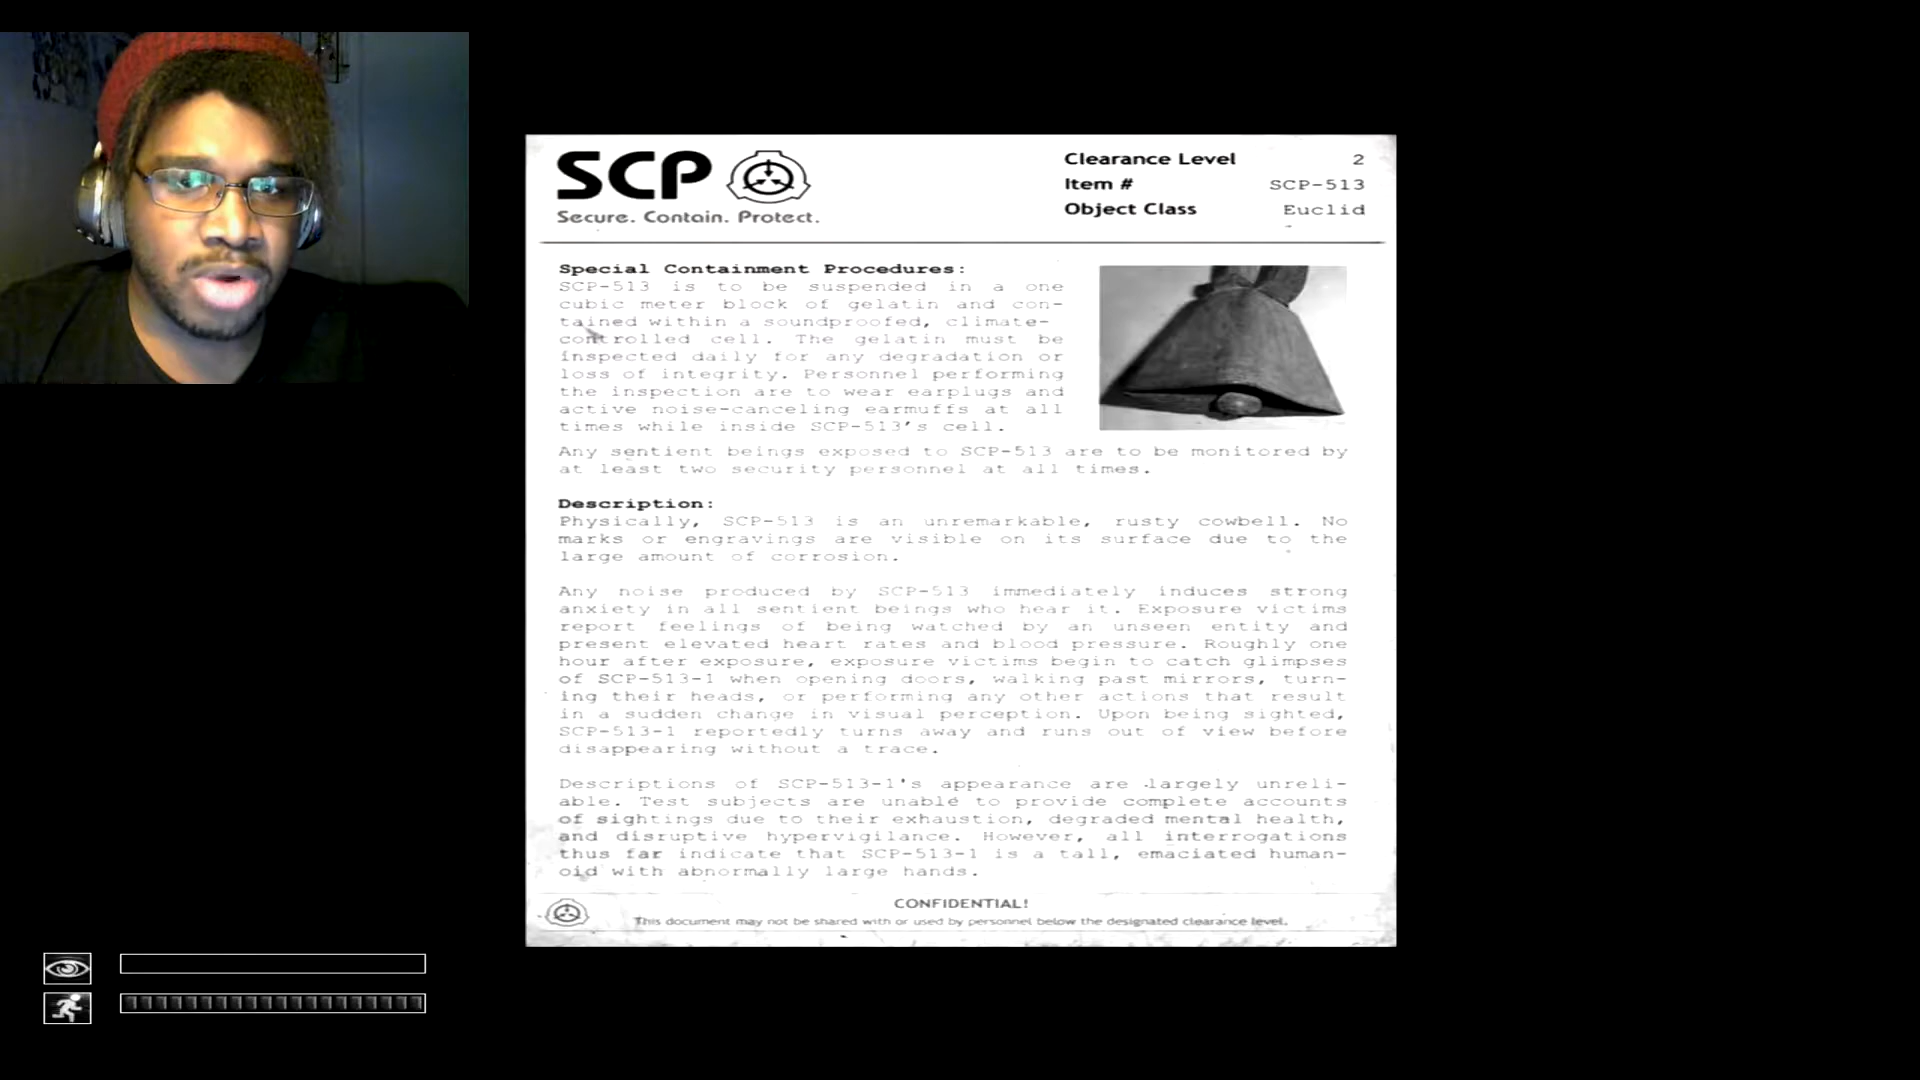 SCP
Secure. Contain. Protect.
Clearance Level 2
Item # SCP-513
Object Class Euclid
Special Containment Procedures:
SCP-513 is to be suspended in a one
cubic meter block of gelatin and con-
tained within a soundproofed, climate-
controlled cell. The gelatin must be
inspected daily for any degradation or
loss of integrity. Personnel performing
the inspection are to wear earplugs and
active noise-canceling earmuffs at all
times while inside SCP-513's cell.
Any sentient beings exposed to SCP-513 are to be monitored by
at least two security personnel at all times.
Description:
Physically, SCP-513 is an unremarkable, rusty cowbell. No
marks or engravings are visible on its surface due to the
large amount of corrosion.
Any noise produced by SCP-513 immediately induces strong
anxiety in all sentient beings who hear it. Exposure victims
report feelings of being watched by an unseen entity and
present elevated heart rates and blood pressure. Roughly one
hour after exposure, exposure victims begin to catch glimpses
of SCP-513-1 when opening doors, walking past mirrors, turn-
ing their heads, or performing any other actions that result
in a sudden change in visual perception. Upon being sighted,
SCP-513-1 reportedly turns away and runs out of view before
disappearing without a trace.
Descriptions of SCP-513-1's appearance are largely unreli-
able. Test subjects are unable to provide complete accounts
of sightings due to their exhaustion, degraded mental health,
and disruptive hypervigilance. However, all interrogations
thus far indicate that SCP-513-1 is a tall, emaciated human-
oid with abnormally large hands.
CONFIDENTIAL!
This document may not be shared with or used by personnel below the designated clearance level.